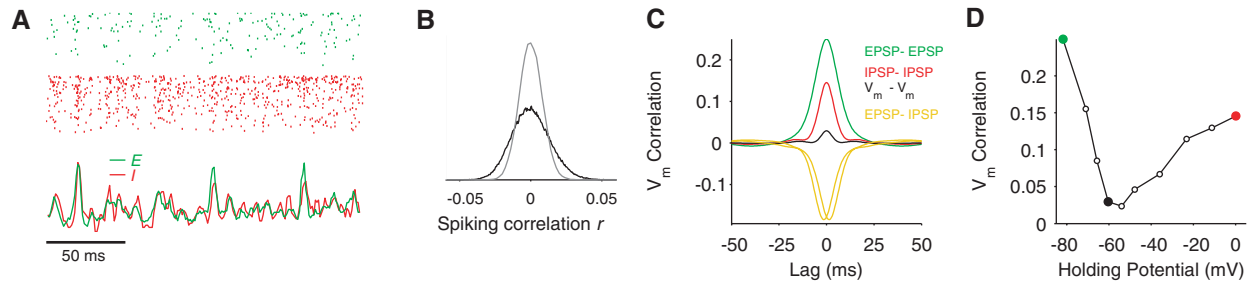 A
E
I
50 ms
B
-0.05
0
0.05
Spiking correlation r
C
0.2
0.1
0
-0.1
Vm Correlation
EPSP- EPSP
IPSP- IPSP
Vm - Vm
EPSP- IPSP
-50
-25
0
25
50
Lag (ms)
D
0.2
0.15
0.1
0.05
0
Vm Correlation
-80
-60
-40
-20
0
Holding Potential (mV)